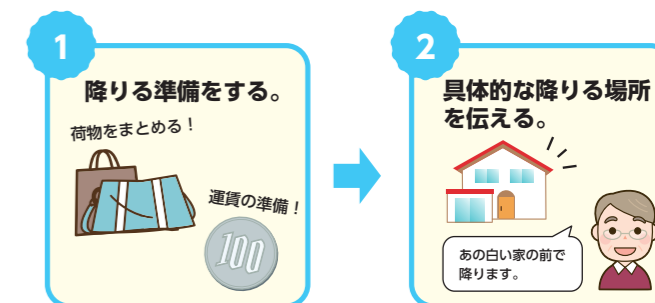 1
降りる準備をする。
荷物をまとめる！
運賃の準備！
100
2
具体的な降りる場所
を伝える。
あの白い家の前で
降ります。